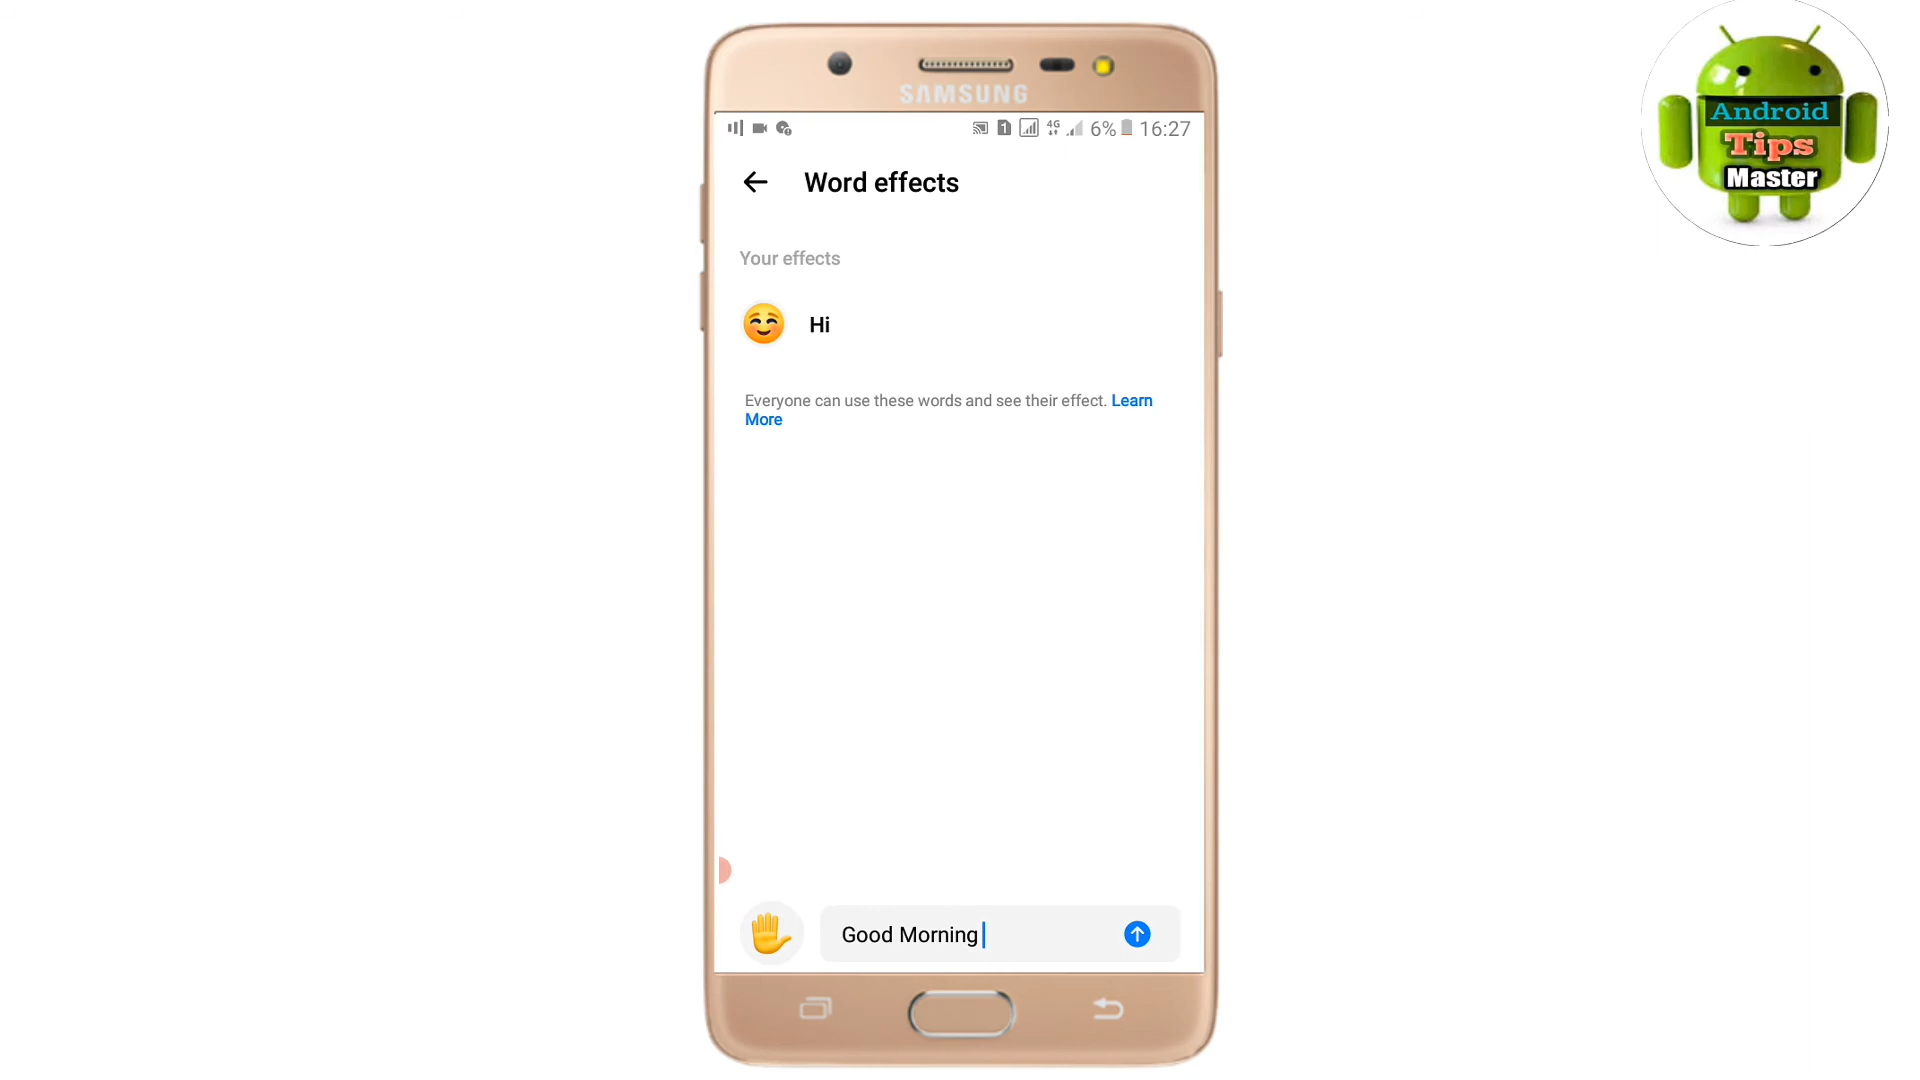 SAMSUNG
4G 6% 16:27
Word effects
Your effects
Hi
Everyone can use these words and see their effect. Learn
More
Good Morning
Android
Tips
Master